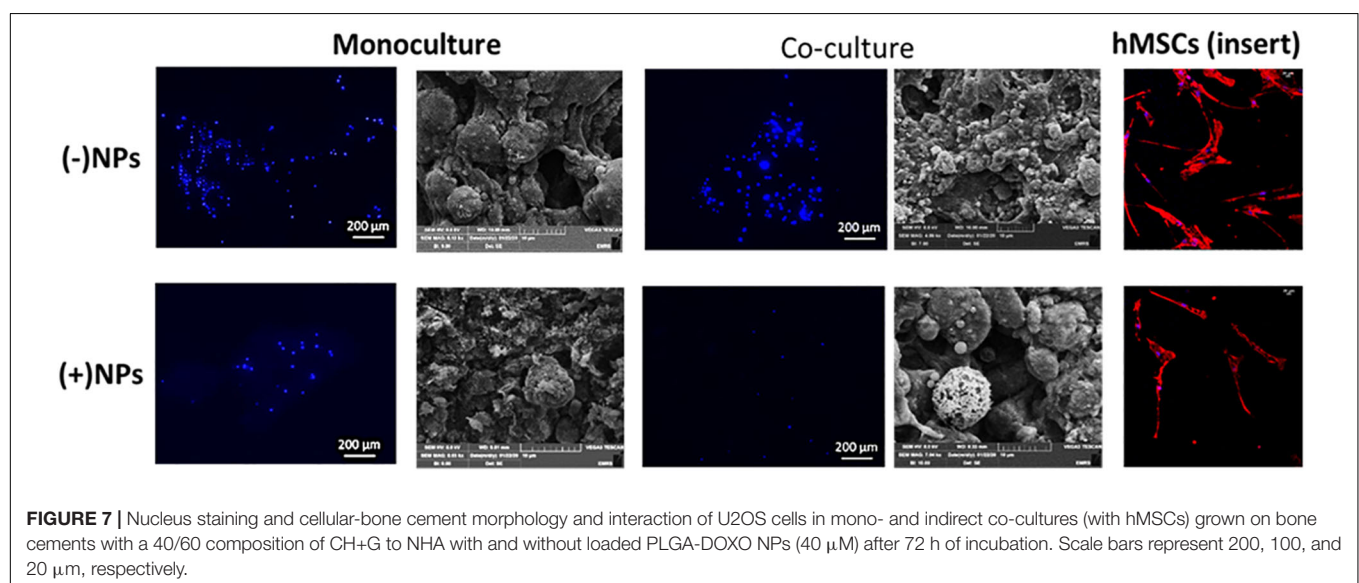 Monoculture
Co-culture
hMSCs (insert)
(-)NPs
200 µm
200 µm
(+)NPs
200 µm
200 µm
FIGURE 7 | Nucleus staining and cellular-bone cement morphology and interaction of U2OS cells in mono- and indirect co-cultures (with hMSCs) grown on bone
cements with a 40/60 composition of CH+G to NHA with and without loaded PLGA-DOXO NPs (40 µM) after 72 h of incubation. Scale bars represent 200, 100, and
20 µm, respectively.